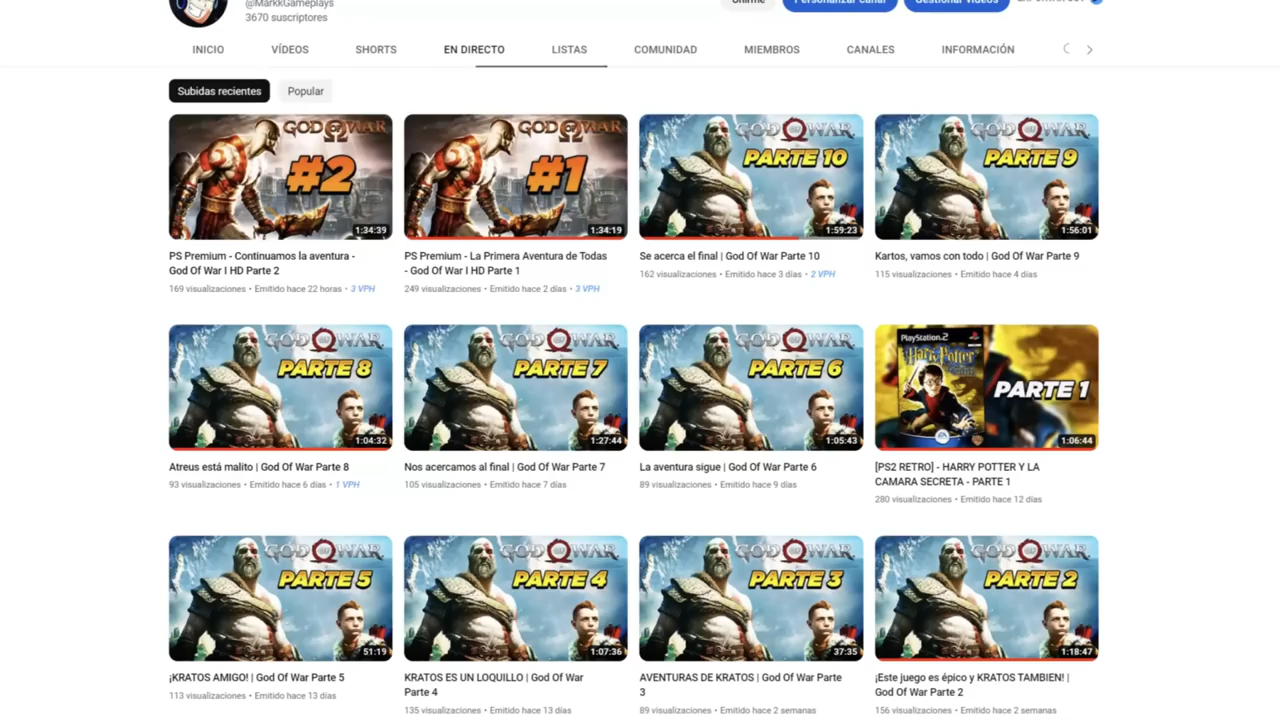 @MarkkGameplays
3670 suscriptores
Unirme
Personalizar canal
Gestionar vídeos
INICIO
VÍDEOS
SHORTS
EN DIRECTO
LISTAS
COMUNIDAD
MIEMBROS
CANALES
INFORMACIÓN
Subidas recientes
Popular
GOD OF WAR
#2
1:34:39
GOD OF WAR
#1
1:34:19
GOD OF WAR
PARTE 10
1:59:23
GOD OF WAR
PARTE 9
1:56:01
PS Premium - Continuamos la aventura -
God Of War I HD Parte 2
169 visualizaciones • Emitido hace 22 horas • 3 VPH
PS Premium - La Primera Aventura de Todas
- God Of War I HD Parte 1
249 visualizaciones • Emitido hace 2 días • 3 VPH
Se acerca el final | God Of War Parte 10
162 visualizaciones • Emitido hace 3 días • 2 VPH
Kartos, vamos con todo | God Of War Parte 9
115 visualizaciones • Emitido hace 4 días
GOD OF WAR
PARTE 8
1:04:32
GOD OF WAR
PARTE 7
1:27:44
GOD OF WAR
PARTE 6
1:05:43
PlayStation 2
Harry Potter
PARTE 1
1:06:44
Atreus está malito | God Of War Parte 8
93 visualizaciones • Emitido hace 6 días • 1 VPH
Nos acercamos al final | God Of War Parte 7
105 visualizaciones • Emitido hace 7 días
La aventura sigue | God Of War Parte 6
89 visualizaciones • Emitido hace 9 días
[PS2 RETRO] - HARRY POTTER Y LA
CAMARA SECRETA - PARTE 1
280 visualizaciones • Emitido hace 12 días
GOD OF WAR
PARTE 5
51:19
GOD OF WAR
PARTE 4
1:07:36
GOD OF WAR
PARTE 3
37:35
GOD OF WAR
PARTE 2
1:18:47
¡KRATOS AMIGO! | God Of War Parte 5
113 visualizaciones • Emitido hace 13 días
KRATOS ES UN LOQUILLO | God Of War
Parte 4
135 visualizaciones • Emitido hace 13 días
AVENTURAS DE KRATOS | God Of War Parte
3
89 visualizaciones • Emitido hace 2 semanas
¡Este juego es épico y KRATOS TAMBIEN! |
God Of War Parte 2
156 visualizaciones • Emitido hace 2 semanas